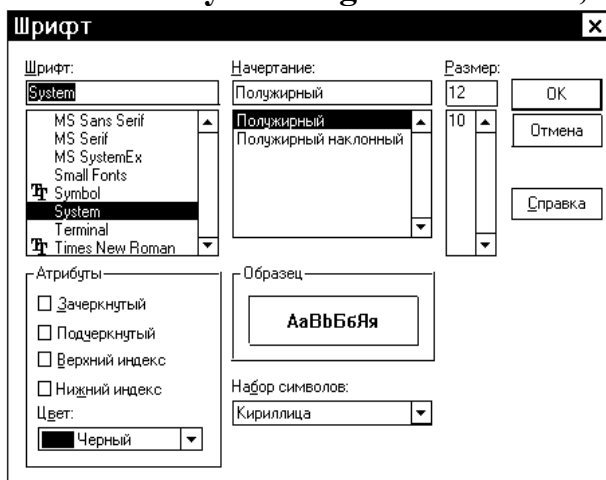 Шрифт
Шрифт:
System
MS Sans Serif
MS Serif
MS SystemEx
Small Fonts
Symbol
System
Terminal
Times New Roman
Начертание:
Полужирный
Полужирный
Полужирный наклонный
Размер:
12
10
OK
Отмена
Справка
Атрибуты
Зачеркнутый
Подчеркнутый
Верхний индекс
Нижний индекс
Цвет:
Черный
Образец
АаВbБбЯя
Набор символов:
Кириллица